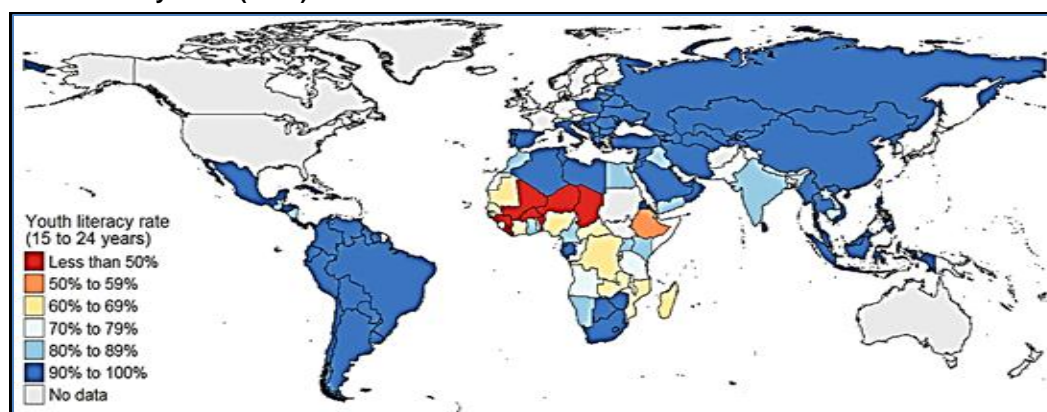 Youth literacy rate
(15 to 24 years)
Less than 50%
50% to 59%
60% to 69%
70% to 79%
80% to 89%
90% to 100%
No data